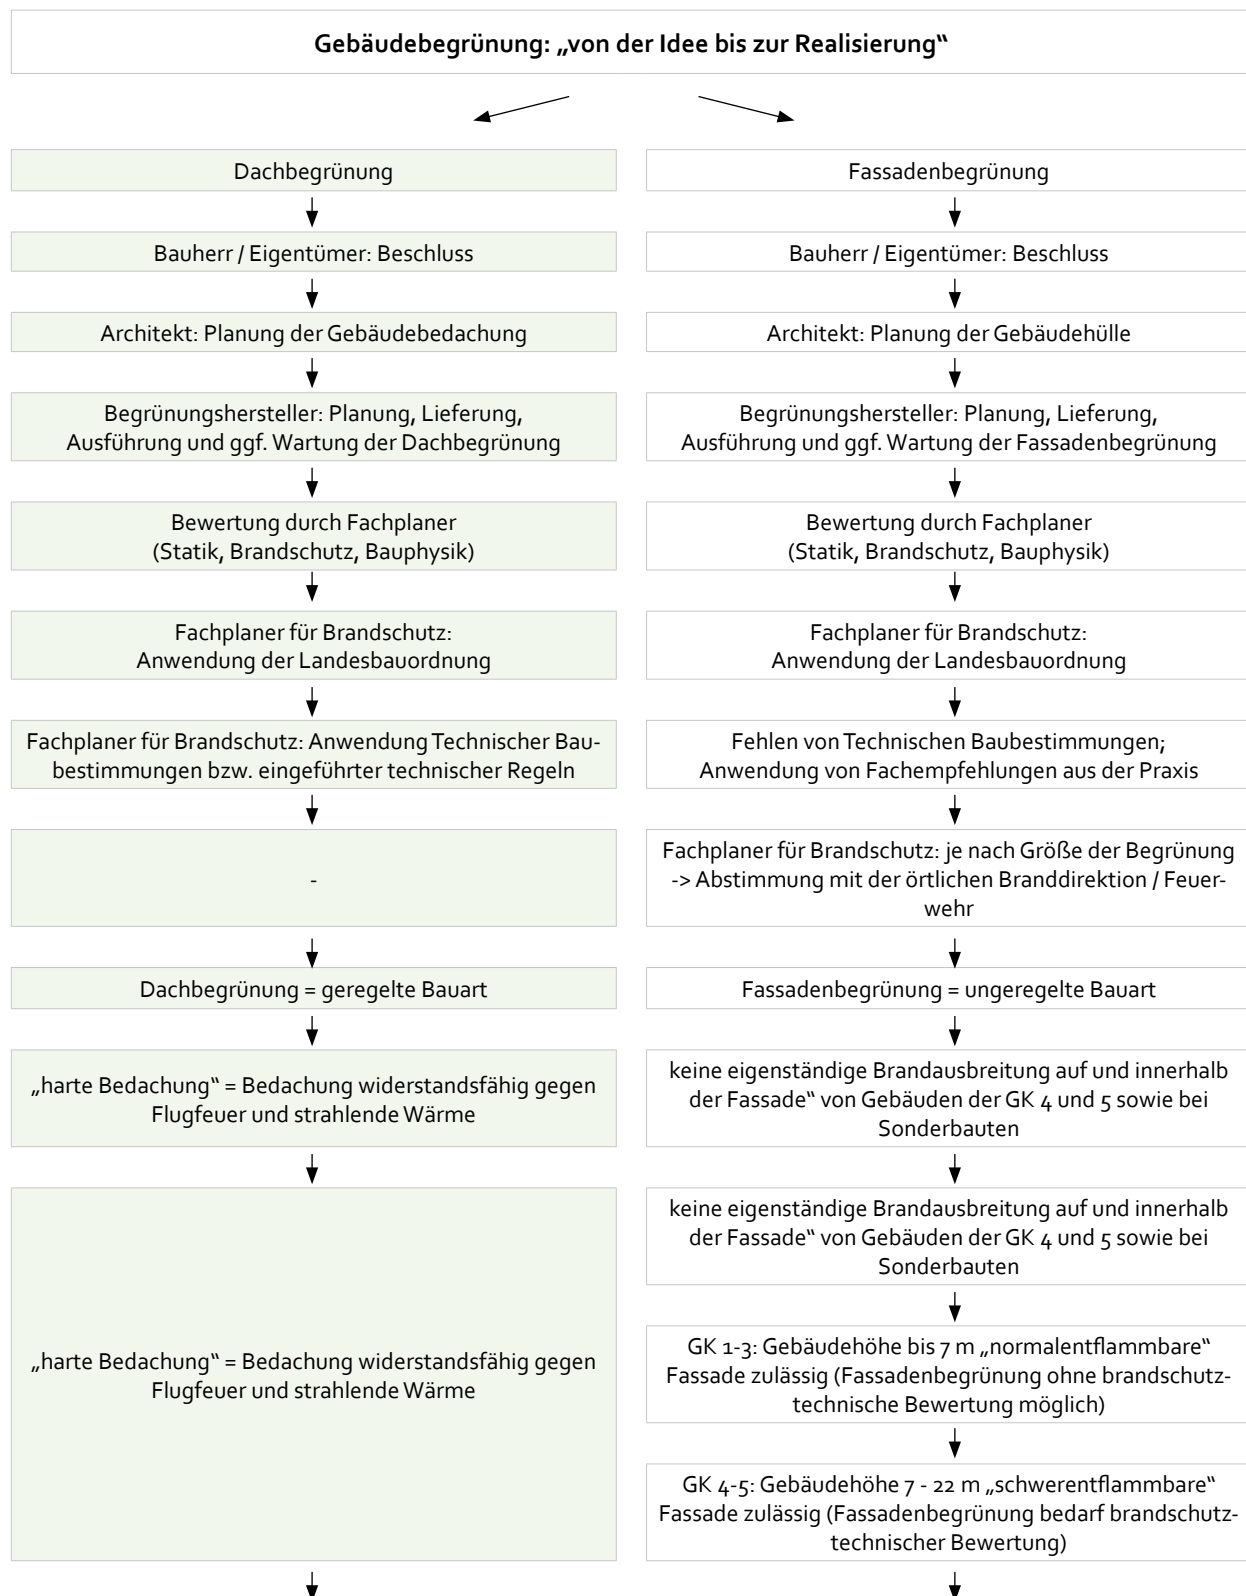 Gebäudebegrünung: „von der Idee bis zur Realisierung“
Dachbegrünung
Bauherr / Eigentümer: Beschluss
Architekt: Planung der Gebäudebedachung
Begrünungshersteller: Planung, Lieferung,
Ausführung und ggf. Wartung der Dachbegrünung
Bewertung durch Fachplaner
(Statik, Brandschutz, Bauphysik)
Fachplaner für Brandschutz:
Anwendung der Landesbauordnung
Fachplaner für Brandschutz: Anwendung Technischer Bau-
bestimmungen bzw. eingeführter technischer Regeln
-
Dachbegrünung = geregelte Bauart
„harte Bedachung“ = Bedachung widerstandsfähig gegen
Flugfeuer und strahlende Wärme
„harte Bedachung“ = Bedachung widerstandsfähig gegen
Flugfeuer und strahlende Wärme
Fassadenbegrünung
Bauherr / Eigentümer: Beschluss
Architekt: Planung der Gebäudehülle
Begrünungshersteller: Planung, Lieferung,
Ausführung und ggf. Wartung der Fassadenbegrünung
Bewertung durch Fachplaner
(Statik, Brandschutz, Bauphysik)
Fachplaner für Brandschutz:
Anwendung der Landesbauordnung
Fehlen von Technischen Baubestimmungen;
Anwendung von Fachempfehlungen aus der Praxis
Fachplaner für Brandschutz: je nach Größe der Begrünung
-> Abstimmung mit der örtlichen Branddirektion / Feuer-
wehr
Fassadenbegrünung = ungeregelte Bauart
keine eigenständige Brandausbreitung auf und innerhalb
der Fassade“ von Gebäuden der GK 4 und 5 sowie bei
Sonderbauten
keine eigenständige Brandausbreitung auf und innerhalb
der Fassade“ von Gebäuden der GK 4 und 5 sowie bei
Sonderbauten
GK 1-3: Gebäudehöhe bis 7 m „normalentflammbare“
Fassade zulässig (Fassadenbegrünung ohne brandschutz-
technische Bewertung möglich)
GK 4-5: Gebäudehöhe 7 - 22 m „schwerentflammbare“
Fassade zulässig (Fassadenbegrünung bedarf brandschutz-
technischer Bewertung)